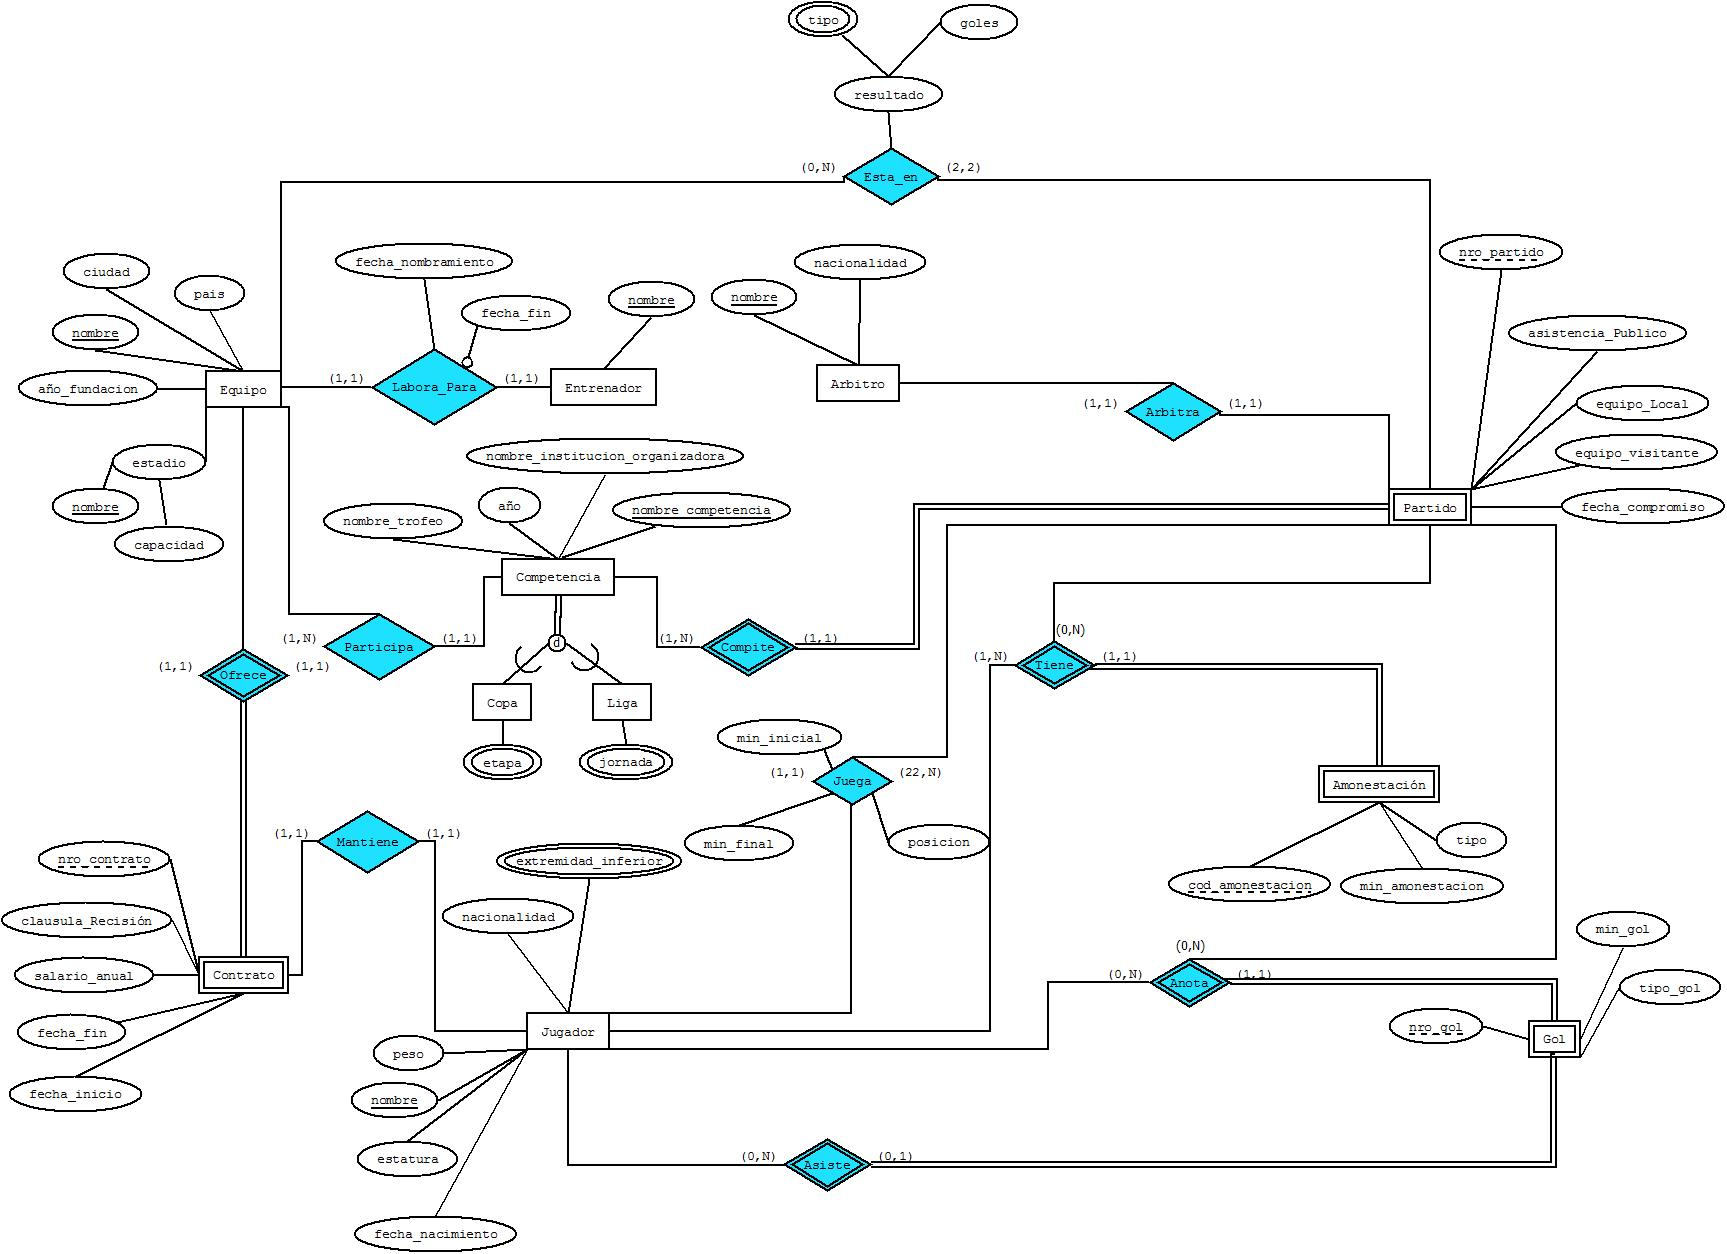 tipo
goles
resultado
(0,N)
Esta_en
(2,2)
ciudad
pais
nombre
año_fundacion
Equipo
estadio
nombre
capacidad
fecha_nombramiento
fecha_fin
nombre
(1,1)
Labora_Para
(1,1)
Entrenador
nombre
nacionalidad
Arbitro
(1,1)
Arbitra
(1,1)
nro_partido
asistencia_Publico
equipo_Local
equipo_visitante
fecha_compromiso
Partido
nombre_institucion_organizadora
nombre_trofeo
año
nombre_competencia
Competencia
(1,N)
Participa
(1,1)
(1,N)
Compite
(1,1)
d
Copa
Liga
etapa
jornada
(1,1)
Ofrece
(1,1)
(0,N)
(1,N)
Tiene
(1,1)
min_inicial
(1,1)
Juega
(22,N)
min_final
posicion
Amonestación
tipo
cod_amonestacion
min_amonestacion
(1,1)
Mantiene
(1,1)
nro_contrato
clausula_Recisión
salario_anual
Contrato
fecha_fin
fecha_inicio
extremidad_inferior
nacionalidad
Jugador
peso
nombre
estatura
fecha_nacimiento
(0,N)
(0,N)
Anota
(1,1)
min_gol
tipo_gol
nro_gol
Gol
(0,N)
Asiste
(0,1)